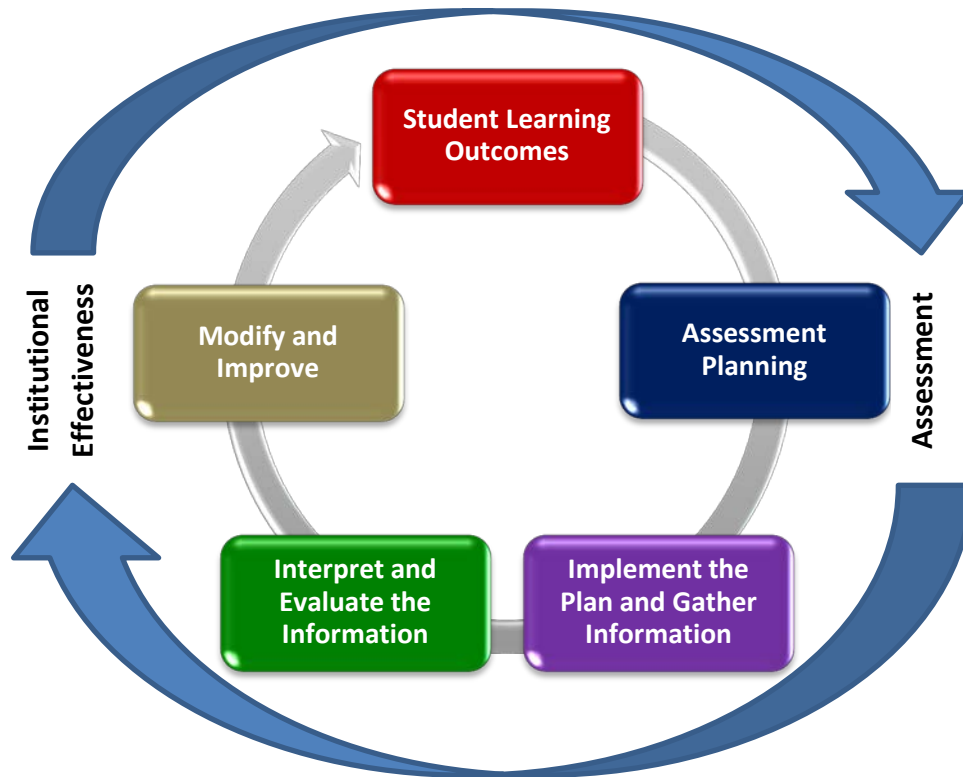 Student Learning
Outcomes
Assessment
Planning
Implement the
Plan and Gather
Information
Interpret and
Evaluate the
Information
Modify and
Improve
Institutional
Effectiveness
Assessment